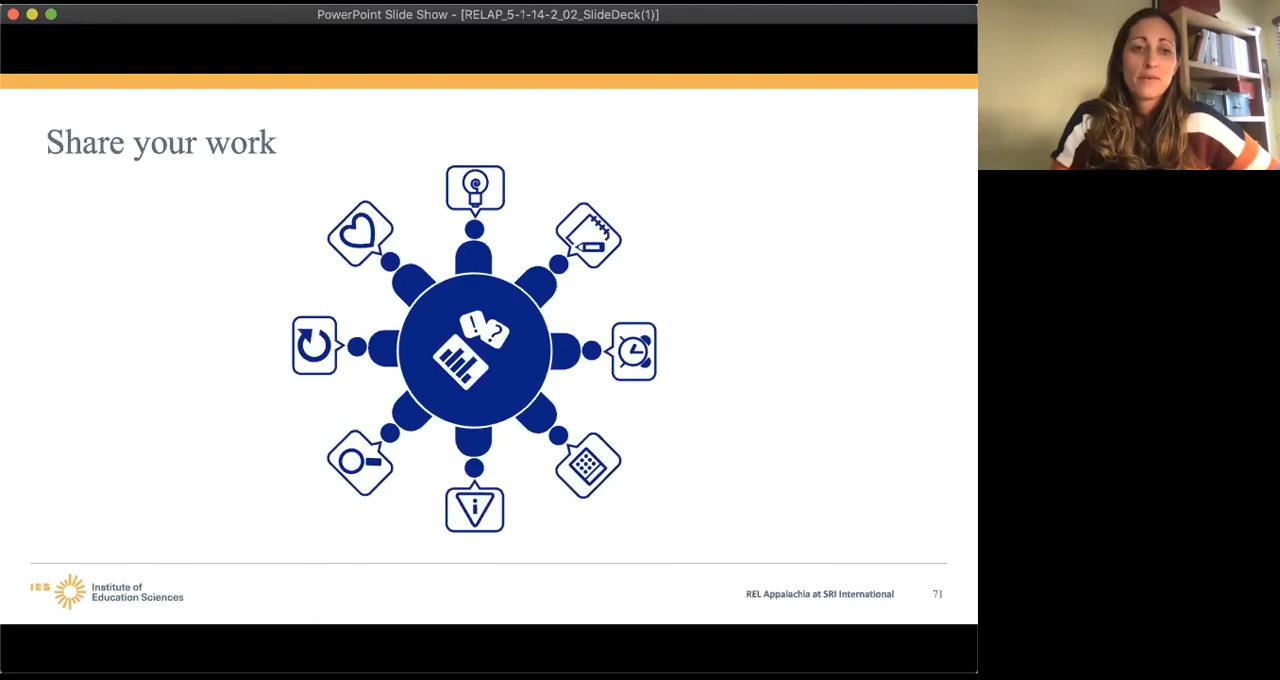 PowerPoint Slide Show - [RELAP_5-1-14-2_02_SlideDeck(1)]
Share your work
! ?
i
IES Institute of
Education Sciences
REL Appalachia at SRI International 71